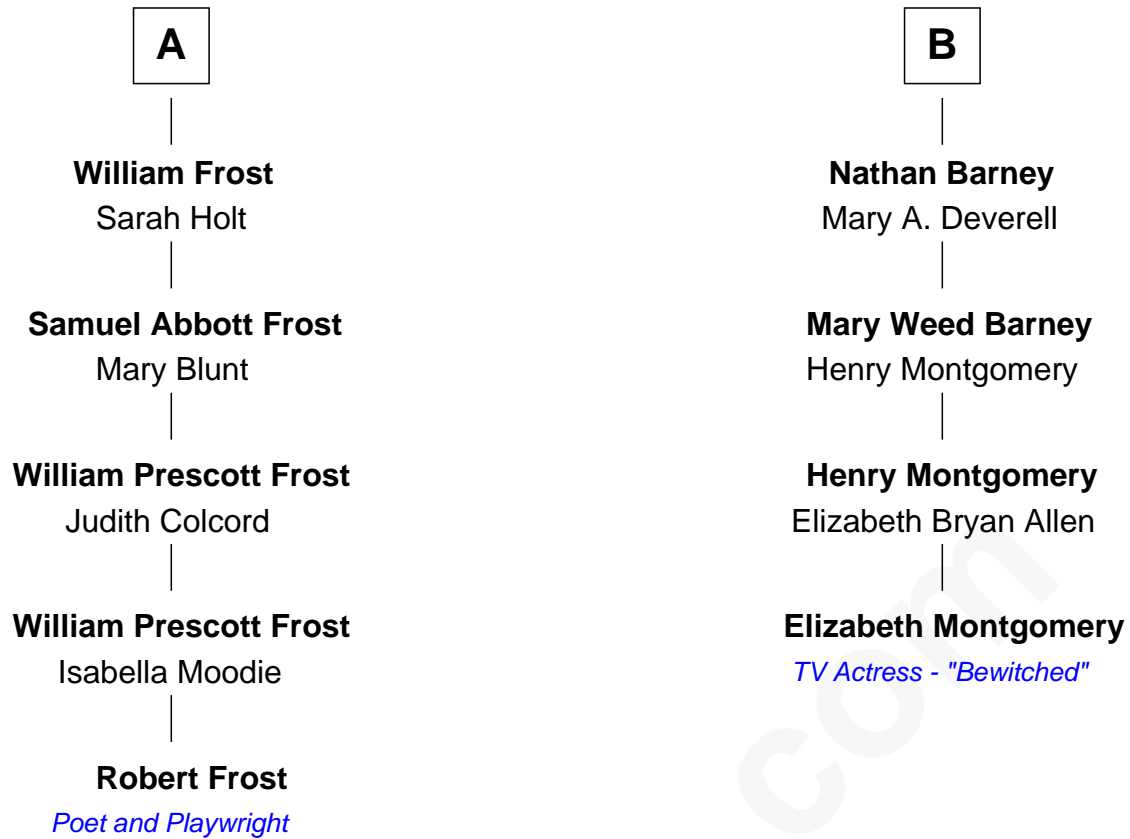 A
William Frost
Sarah Holt
Samuel Abbott Frost
Mary Blunt
William Prescott Frost
Judith Colcord
William Prescott Frost
Isabella Moodie
Robert Frost
Poet and Playwright
B
Nathan Barney
Mary A. Deverell
Mary Weed Barney
Henry Montgomery
Henry Montgomery
Elizabeth Bryan Allen
Elizabeth Montgomery
TV Actress - "Bewitched"
com